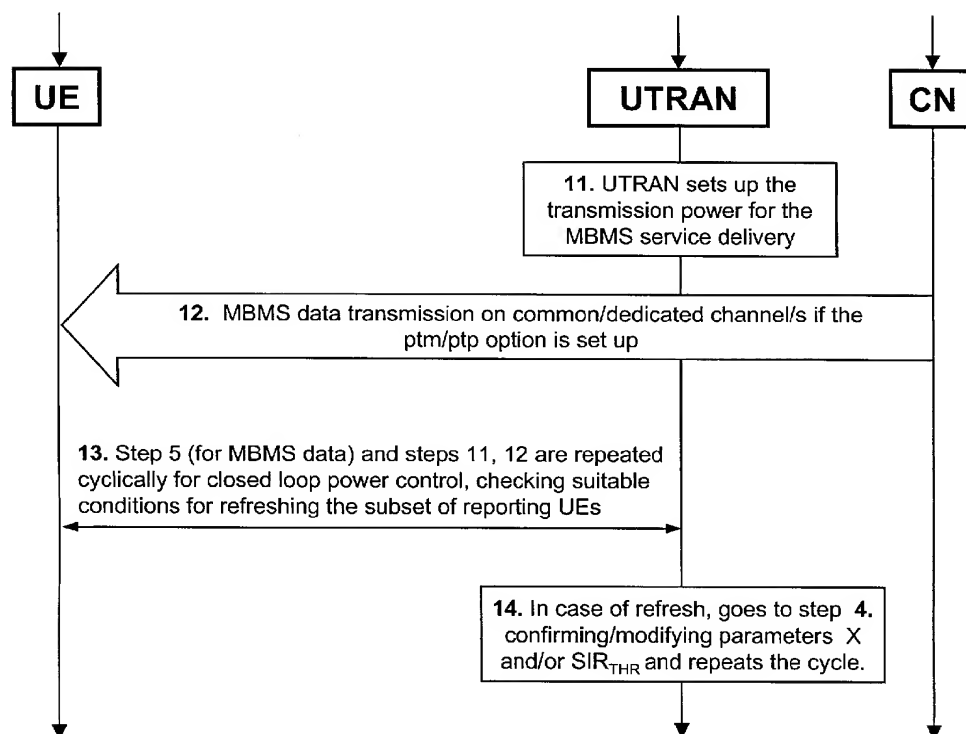 UE
UTRAN
CN
11. UTRAN sets up the
transmission power for the
MBMS service delivery
12. MBMS data transmission on common/dedicated channel/s if the
ptm/ptp option is set up
13. Step 5 (for MBMS data) and steps 11, 12 are repeated
cyclically for closed loop power control, checking suitable
conditions for refreshing the subset of reporting UEs
14. In case of refresh, goes to step 4.
confirming/modifying parameters X
and/or SIRTHR and repeats the cycle.